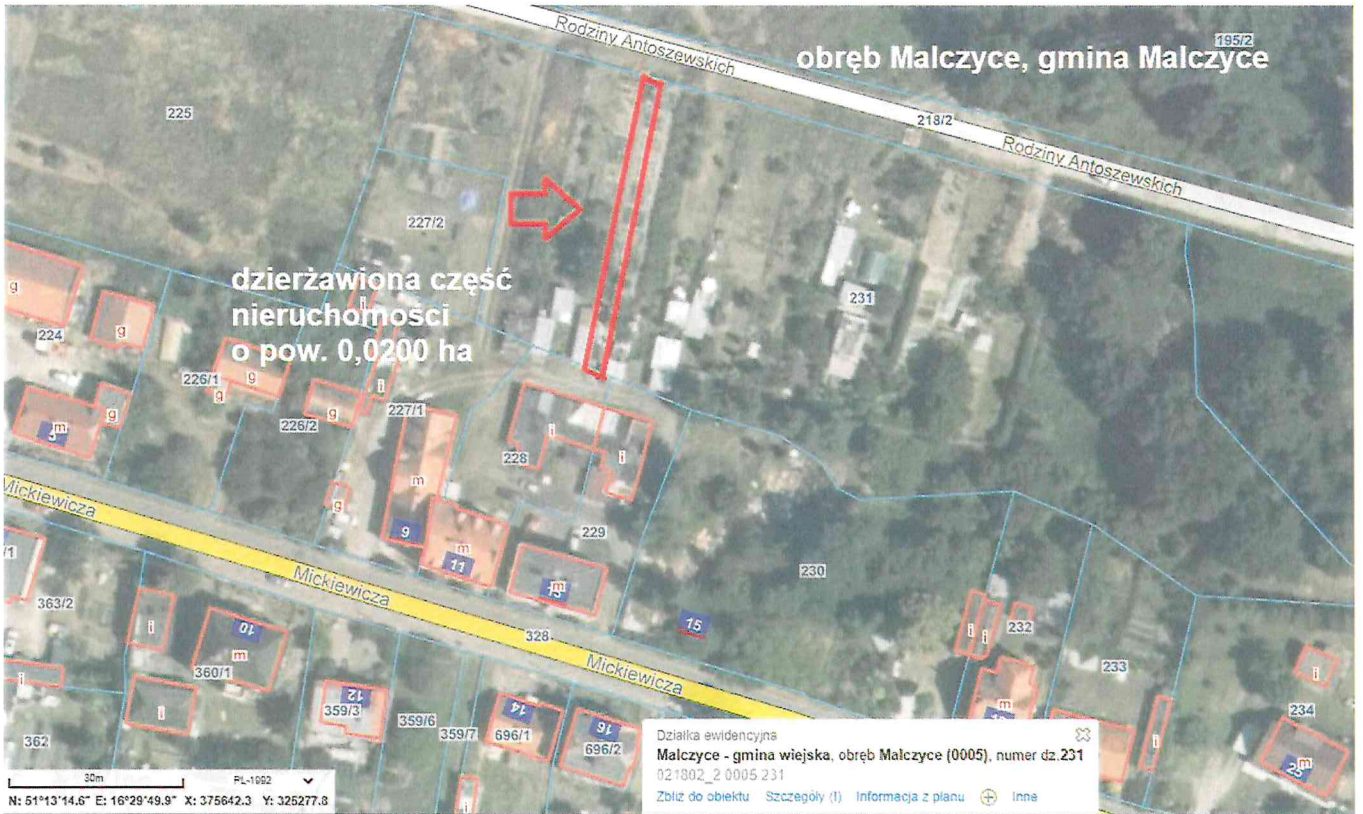 Rodziny Antoszewskich
obręb Malczyce, gmina Malczyce
195/2
225
218/2
Rodziny Antoszewskich
227/2
dzierżawiona część
nieruchomości
o pow. 0,0200 ha
231
g
i
g
224
i
226/1
g
g
i
g
g
226/2
227/1
m
5
228
i
i
m
g
Mickiewicza
229
9
m
11
230
/1
m
13
Mickiewicza
363/2
i
10
15
328
i
i
232
m
Mickiewicza
233
360/1
i
i
12
359/3
359/6
14
16
m
i
i
234
362
359/7
696/1
696/2
m
25
i
30m
PL-1992
N: 51°13'14.6" E: 16°29'49.9" X: 375642.3 Y: 325277.8
Działka ewidencyjna
Malczyce - gmina wiejska, obręb Malczyce (0005), numer dz.231
021802_2.0005.231
Zbliż do obiektu Szczegóły (1) Informacja z planu Inne